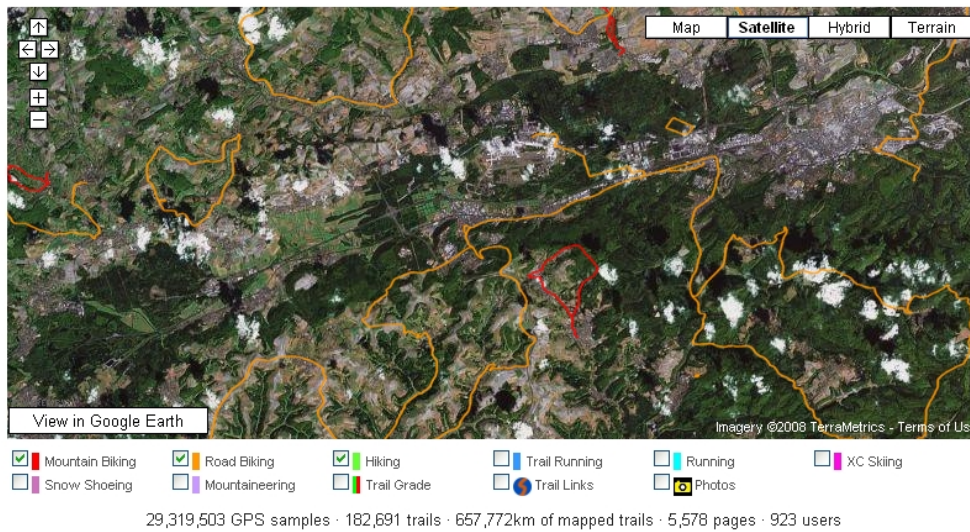 Map Satellite Hybrid Terrain
View in Google Earth
Imagery ©2008 TerraMetrics - Terms of Us
Mountain Biking Road Biking Hiking Trail Running Running XC Skiing
Snow Shoeing Mountaineering Trail Grade Trail Links Photos
29,319,503 GPS samples · 182,691 trails · 657,772km of mapped trails · 5,578 pages · 923 users